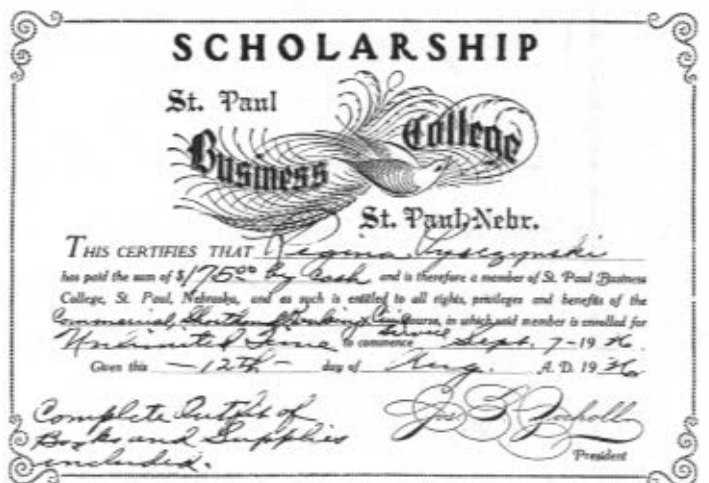 SCHOLARSHIP
St. Paul
Business College
St. Paul, Nebr.
THIS CERTIFIES THAT Regina
has paid the sum of $175.00 by Cash and is therefore a member of St. Paul Business
College, St. Paul, Nebraska, and as such is entitled to all rights, privileges and benefits of the
Commercial, Shorthand, Banking & Civil Service course, in which said member is enrolled for
Unlimited Time to commence Sept. 7-1936.
Given this 12th day of Aug. A. D. 1936
Complete Outfit of
Books and Supplies
included.
Jos.
President